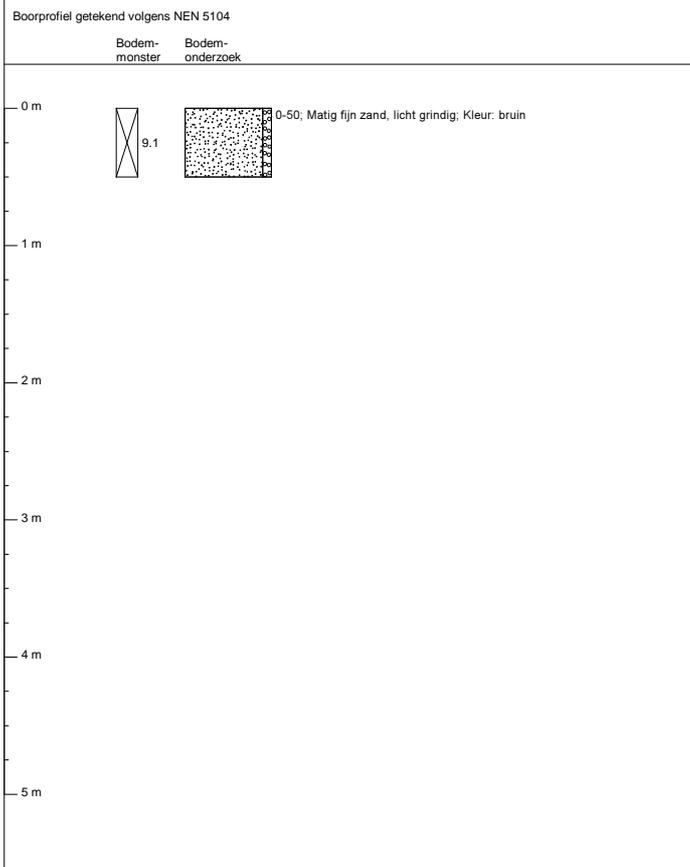 Boorprofiel getekend volgens NEN 5104
Bodem-
monster
Bodem-
onderzoek
0 m
9.1
0-50; Matig fijn zand, licht grindig; Kleur: bruin
1 m
2 m
3 m
4 m
5 m